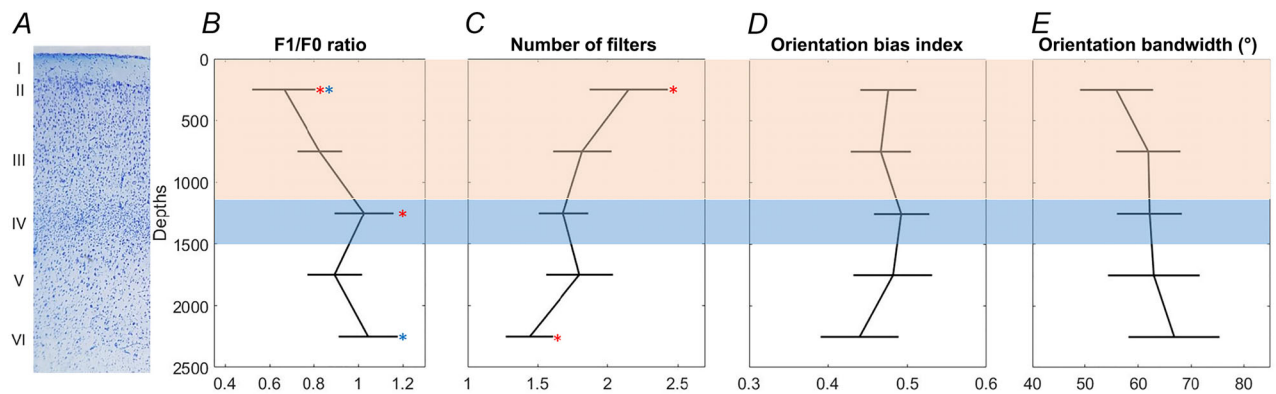 A B C D E
F1/F0 ratio Number of filters Orientation bias index Orientation bandwidth (°)
I
II
III
IV
V
VI
Depths
0
500
1000
1500
2000
2500
* *
*
*
*
*
0.4 0.6 0.8 1 1.2
1 1.5 2 2.5
0.3 0.4 0.5 0.6
40 50 60 70 80